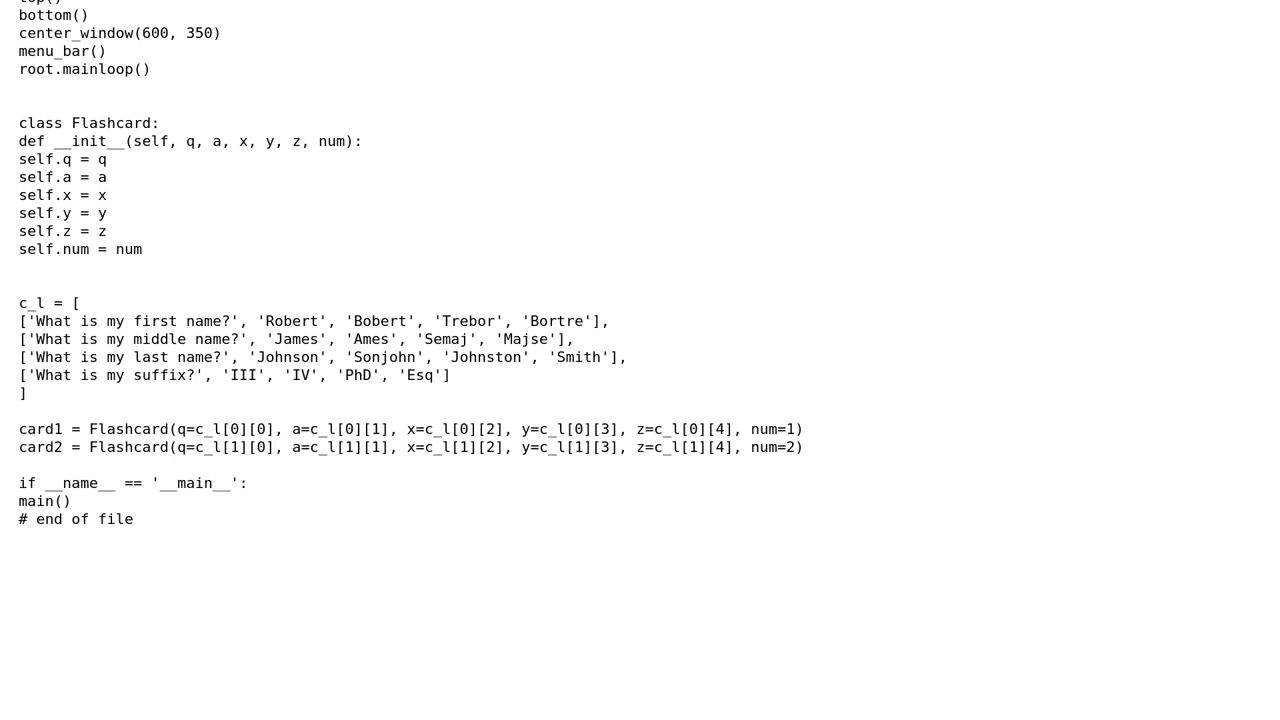 top()
bottom()
center_window(600, 350)
menu_bar()
root.mainloop()
class Flashcard:
def __init__(self, q, a, x, y, z, num):
self.q = q
self.a = a
self.x = x
self.y = y
self.z = z
self.num = num
c_l = [
['What is my first name?', 'Robert', 'Bobert', 'Trebor', 'Bortre'],
['What is my middle name?', 'James', 'Ames', 'Semaj', 'Majse'],
['What is my last name?', 'Johnson', 'Sonjohn', 'Johnston', 'Smith'],
['What is my suffix?', 'III', 'IV', 'PhD', 'Esq']
]
card1 = Flashcard(q=c_l[0][0], a=c_l[0][1], x=c_l[0][2], y=c_l[0][3], z=c_l[0][4], num=1)
card2 = Flashcard(q=c_l[1][0], a=c_l[1][1], x=c_l[1][2], y=c_l[1][3], z=c_l[1][4], num=2)
if __name__ == '__main__':
main()
# end of file